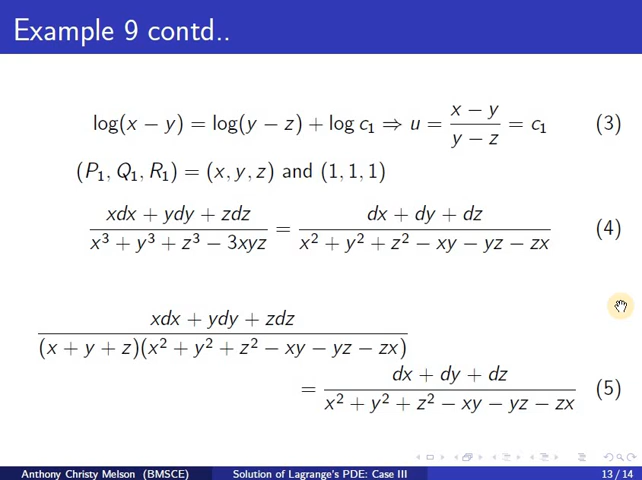 Example 9 contd..
log(x − y) = log(y − z) + log c₁ ⇒ u = (x − y)/(y − z) = c₁ (3)
(P₁, Q₁, R₁) = (x, y, z) and (1, 1, 1)
(xdx + ydy + zdz)/(x³ + y³ + z³ − 3xyz) = (dx + dy + dz)/(x² + y² + z² − xy − yz − zx) (4)
(xdx + ydy + zdz)/((x + y + z)(x² + y² + z² − xy − yz − zx))
= (dx + dy + dz)/(x² + y² + z² − xy − yz − zx) (5)
Anthony Christy Melson (BMSCE) Solution of Lagrange's PDE: Case III 13 / 14